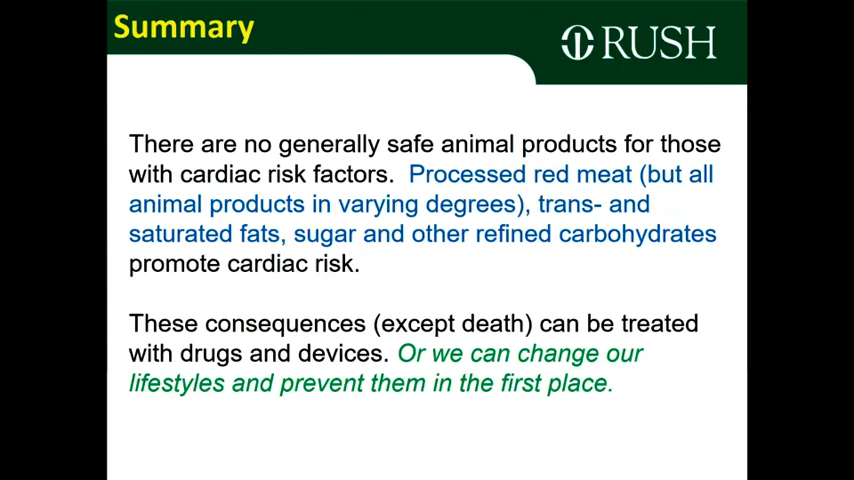 Summary
RUSH
There are no generally safe animal products for those
with cardiac risk factors. Processed red meat (but all
animal products in varying degrees), trans- and
saturated fats, sugar and other refined carbohydrates
promote cardiac risk.
These consequences (except death) can be treated
with drugs and devices. Or we can change our
lifestyles and prevent them in the first place.